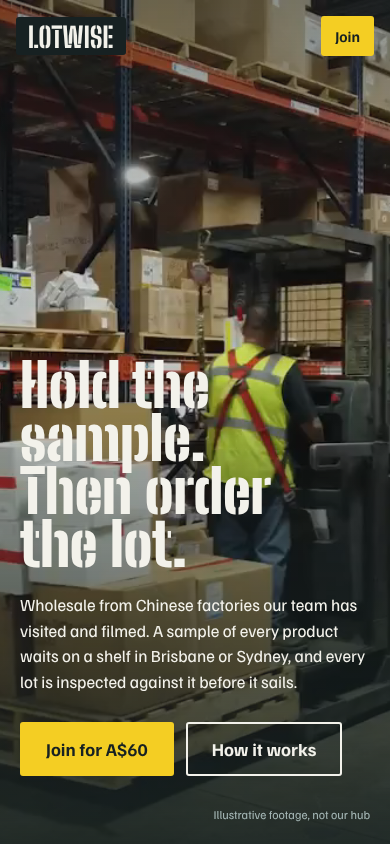 LOTWISE
Join
Hold the
sample.
Then order
the lot.
Wholesale from Chinese factories our team has
visited and filmed. A sample of every product
waits on a shelf in Brisbane or Sydney, and every
lot is inspected against it before it sails.
Join for A$60
How it works
Illustrative footage, not our hub